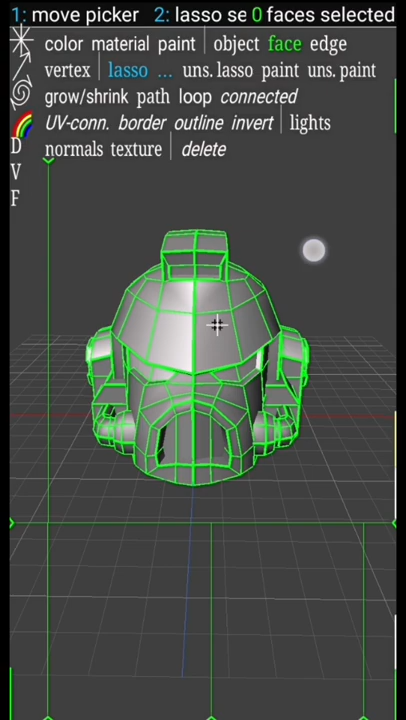 1: move picker 2: lasso se 0 faces selected
color material paint | object face edge
vertex | lasso ... uns. lasso paint uns. paint
grow/shrink path loop connected
UV-conn. border outline invert | lights
D normals texture | delete
V
F